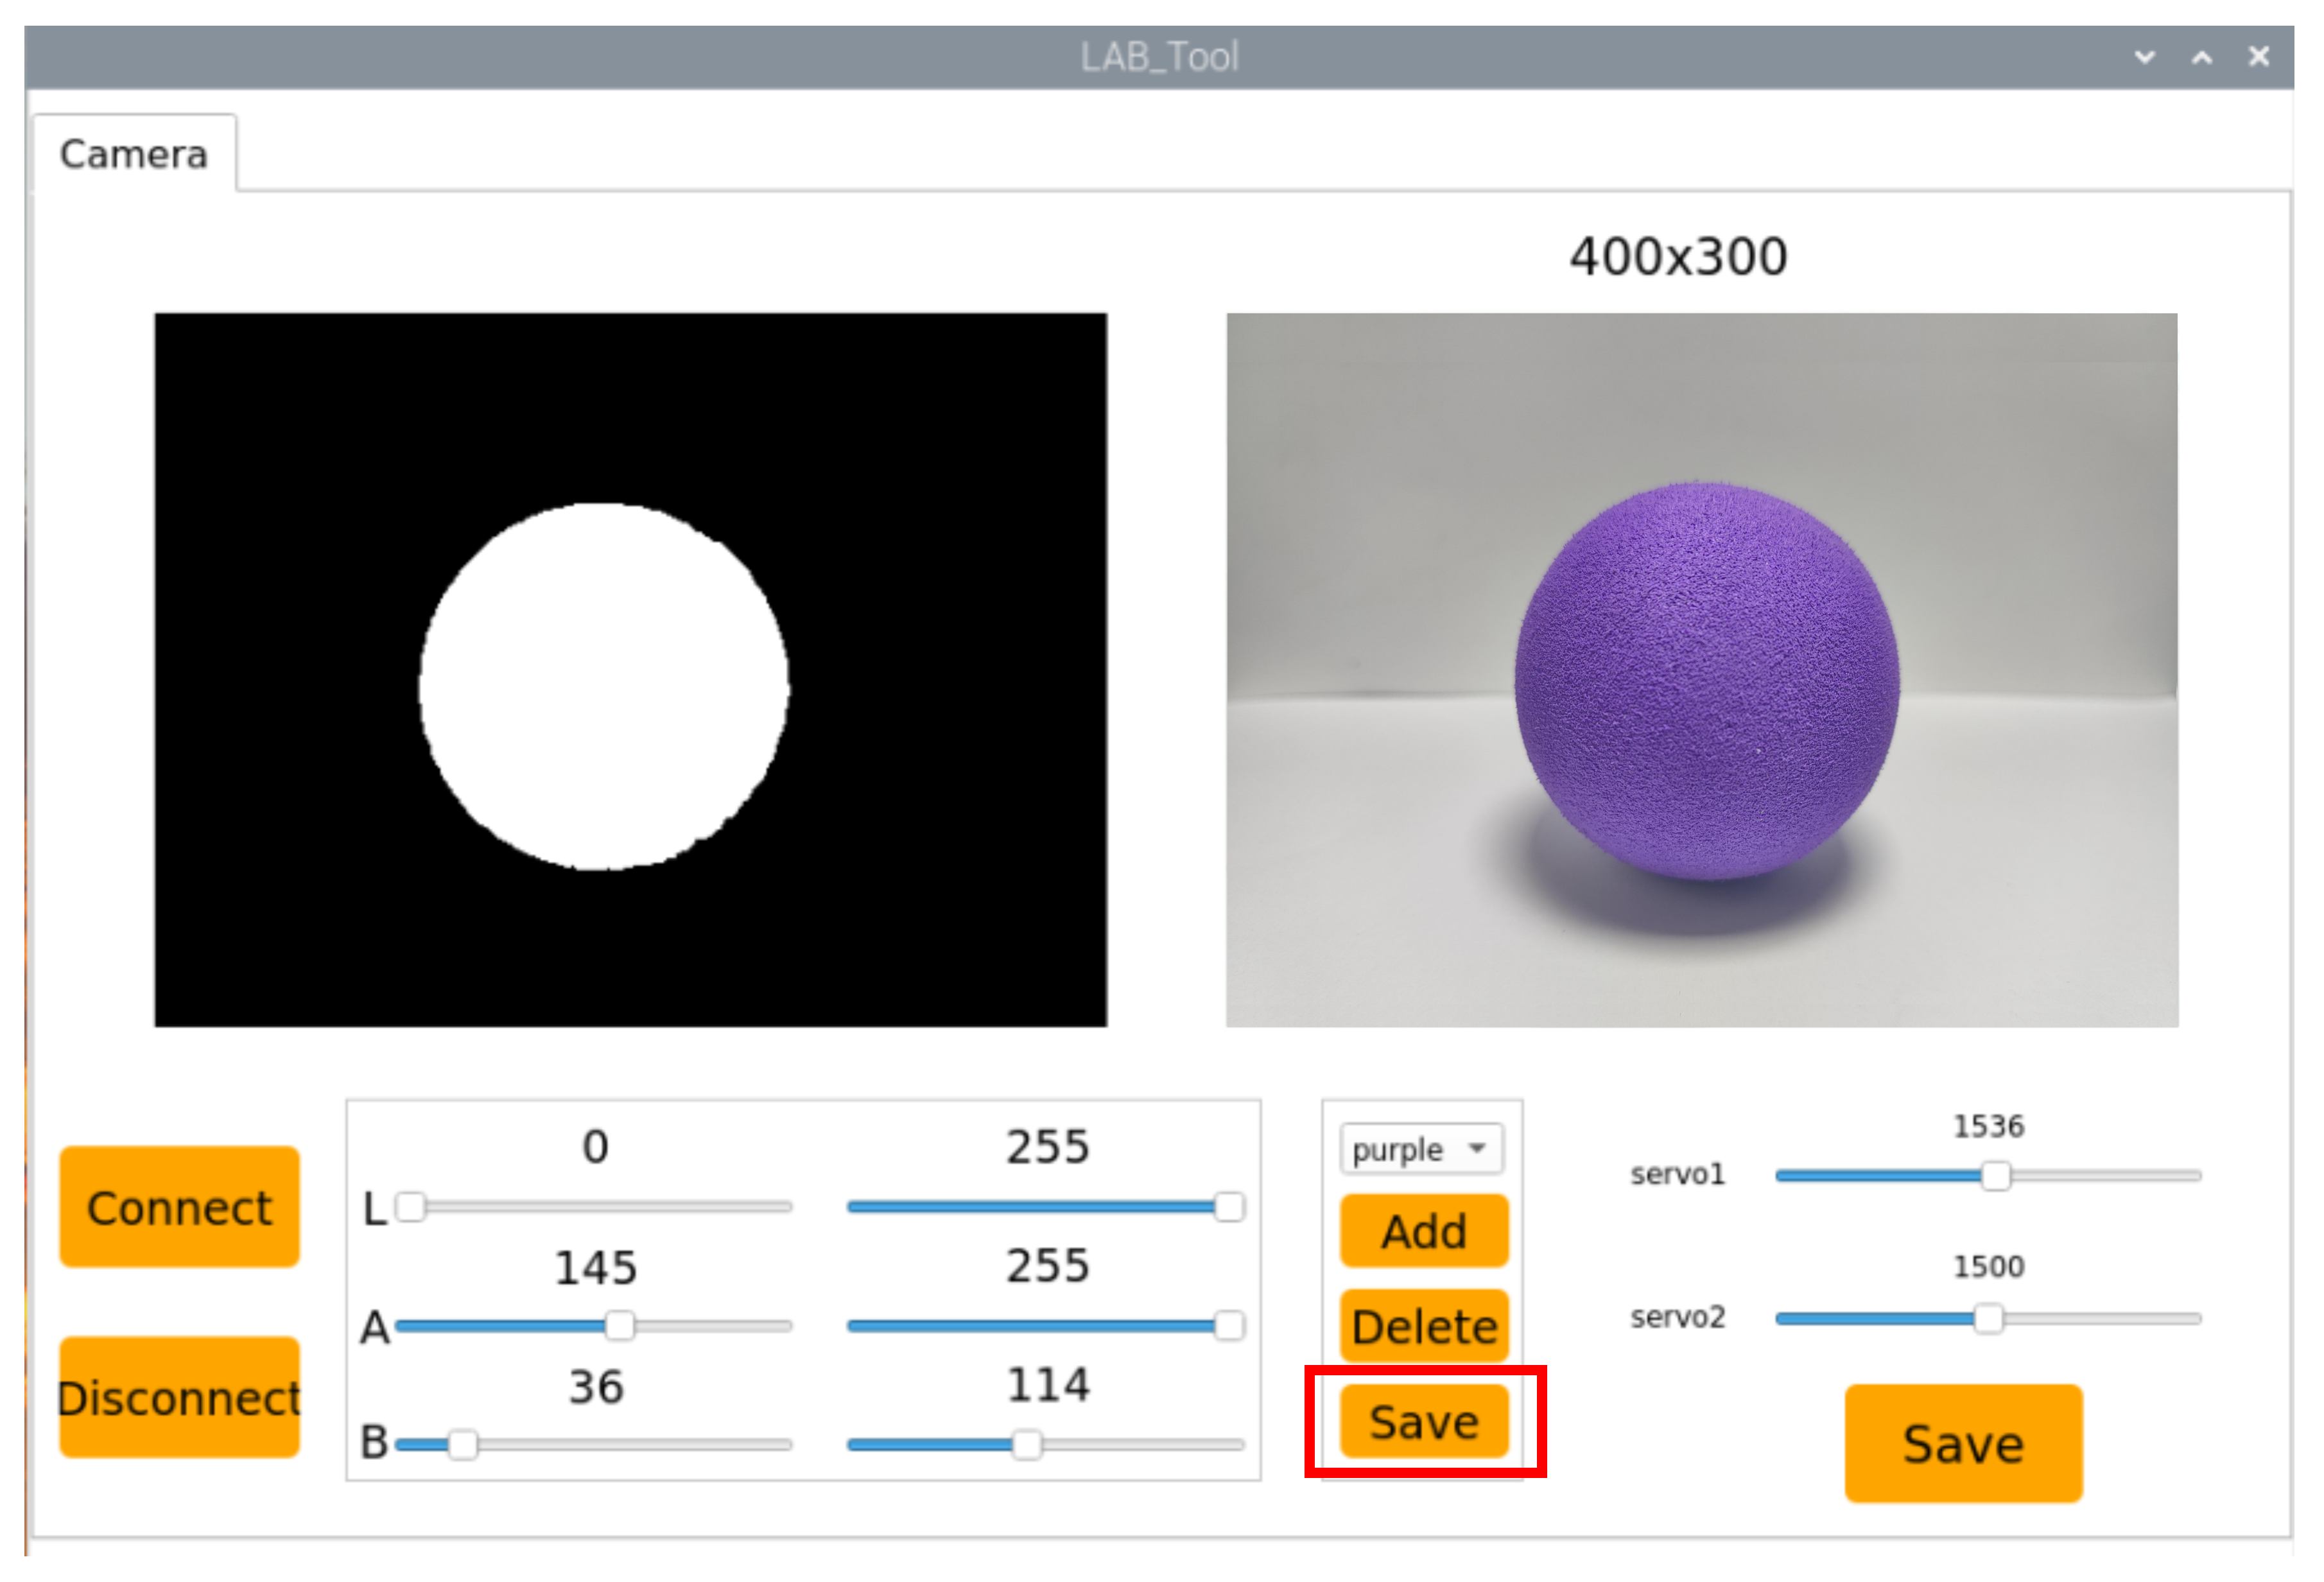 LAB_Tool
Camera
400x300
Connect
Disconnect
0 255
L
145 255
A
36 114
B
purple
Add
Delete
Save
1536
servo1
1500
servo2
Save